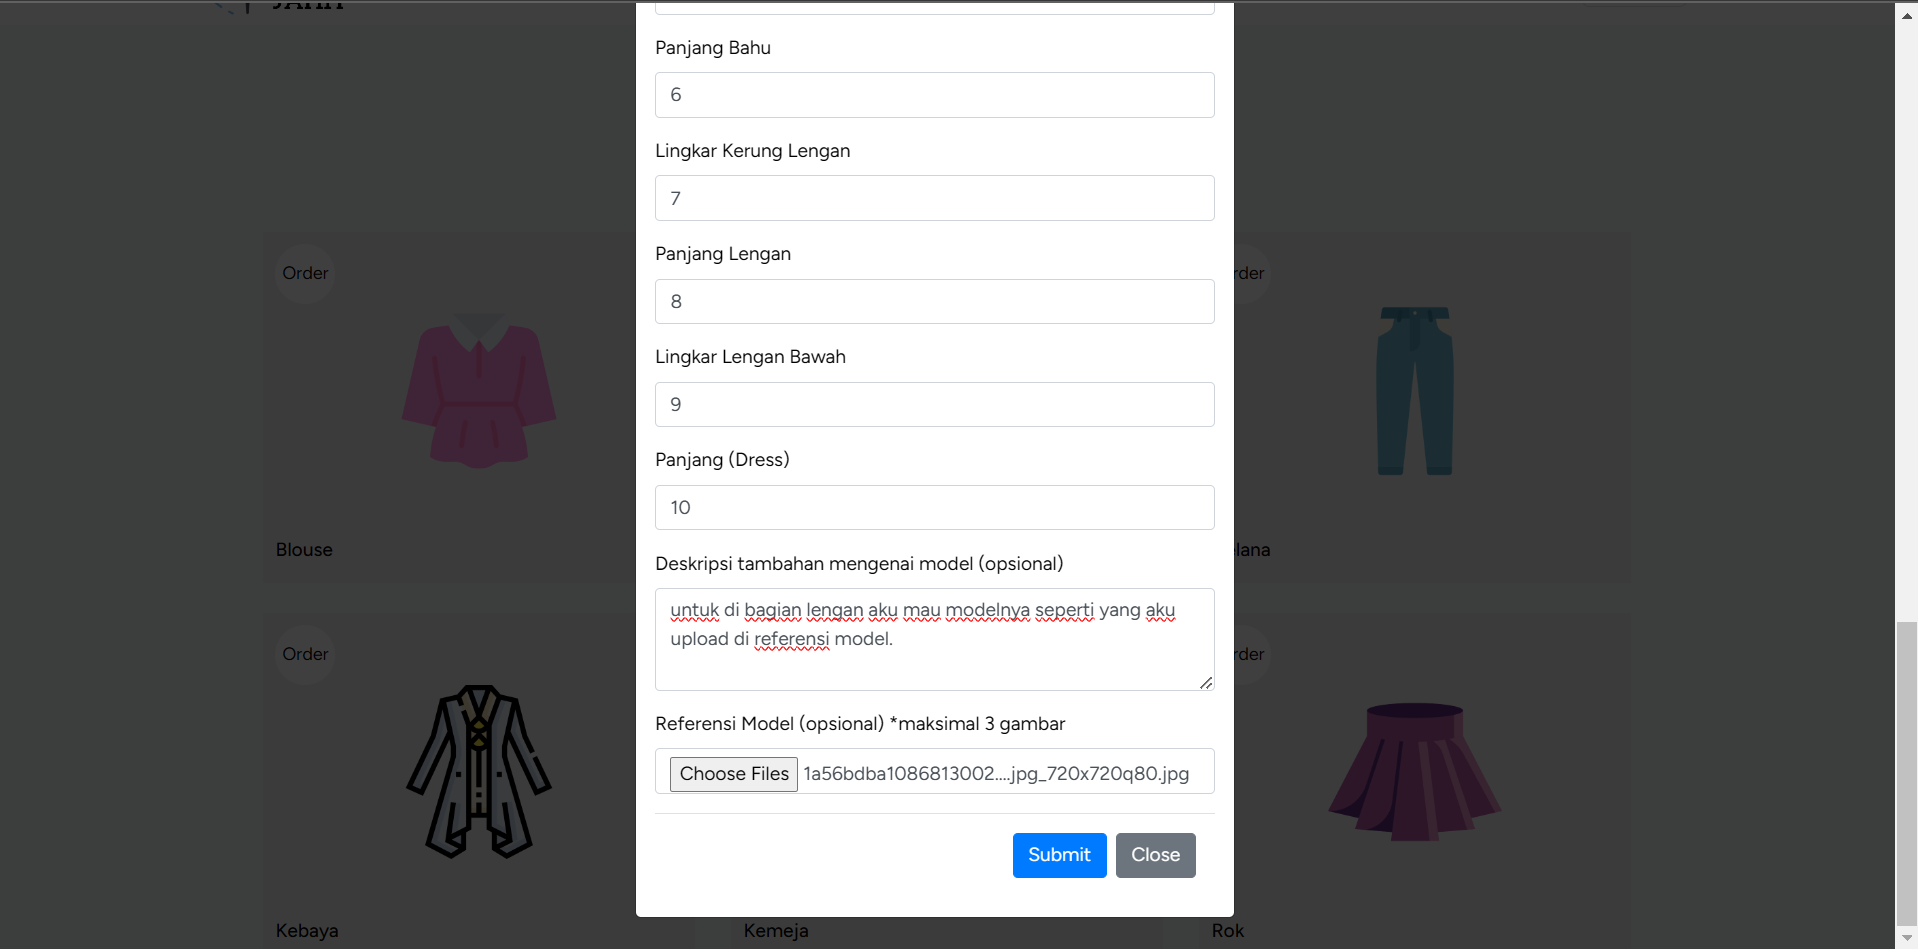 Panjang Bahu
6
Lingkar Kerung Lengan
7
Panjang Lengan
8
Lingkar Lengan Bawah
9
Panjang (Dress)
10
Deskripsi tambahan mengenai model (opsional)
untuk di bagian lengan aku mau modelnya seperti yang aku
upload di referensi model.
Referensi Model (opsional) *maksimal 3 gambar
Choose Files 1a56bdba1086813002....jpg_720x720q80.jpg
Submit Close
Order
rder
Blouse
lana
Order
rder
Kebaya
Kemeja
Rok